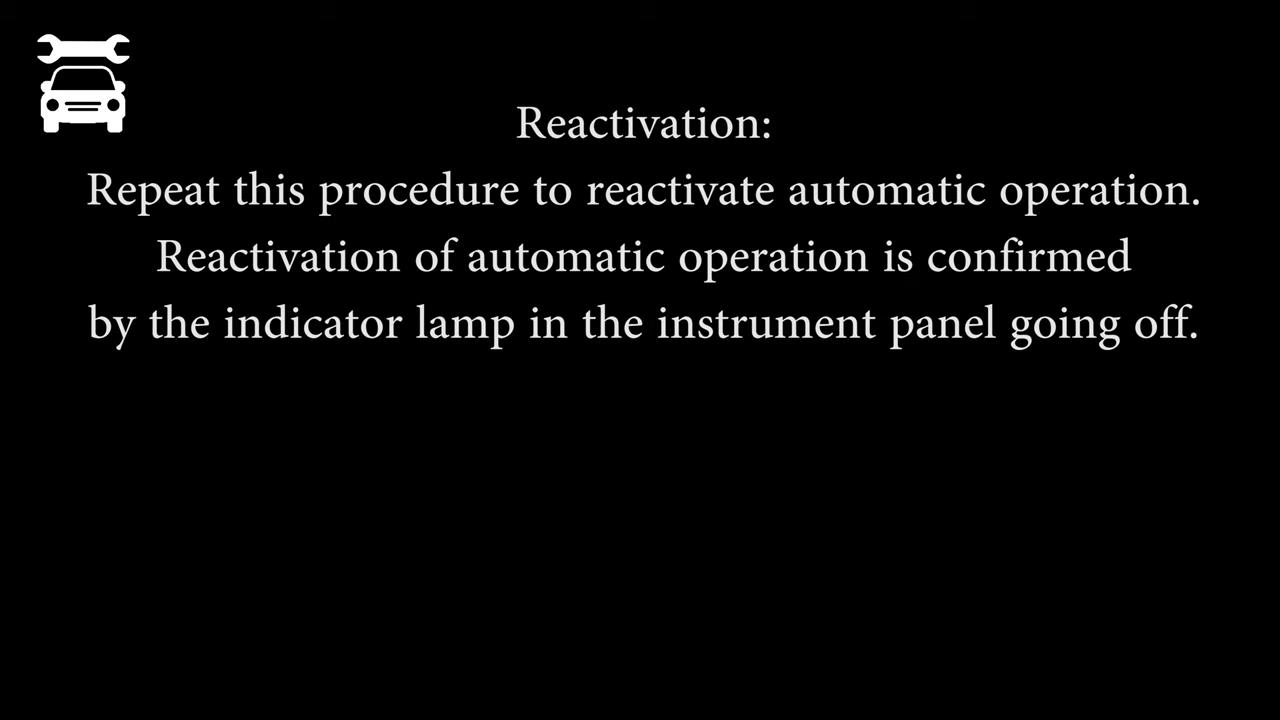 Reactivation:
Repeat this procedure to reactivate automatic operation.
Reactivation of automatic operation is confirmed
by the indicator lamp in the instrument panel going off.